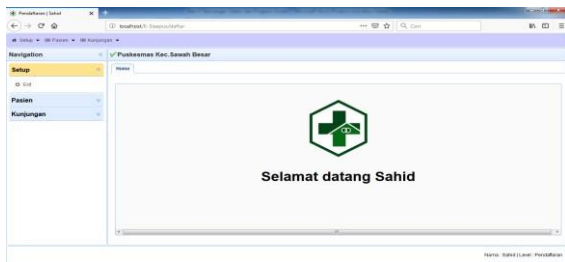 Pendaftaran | Sahid
Cari
Setup Pasien Kunjungan
Navigation
Puskesmas Kec.Sawah Besar
Setup
Home
Exit
Pasien
Kunjungan
Selamat datang Sahid
Nama : Sahid | Level : Pendaftaran